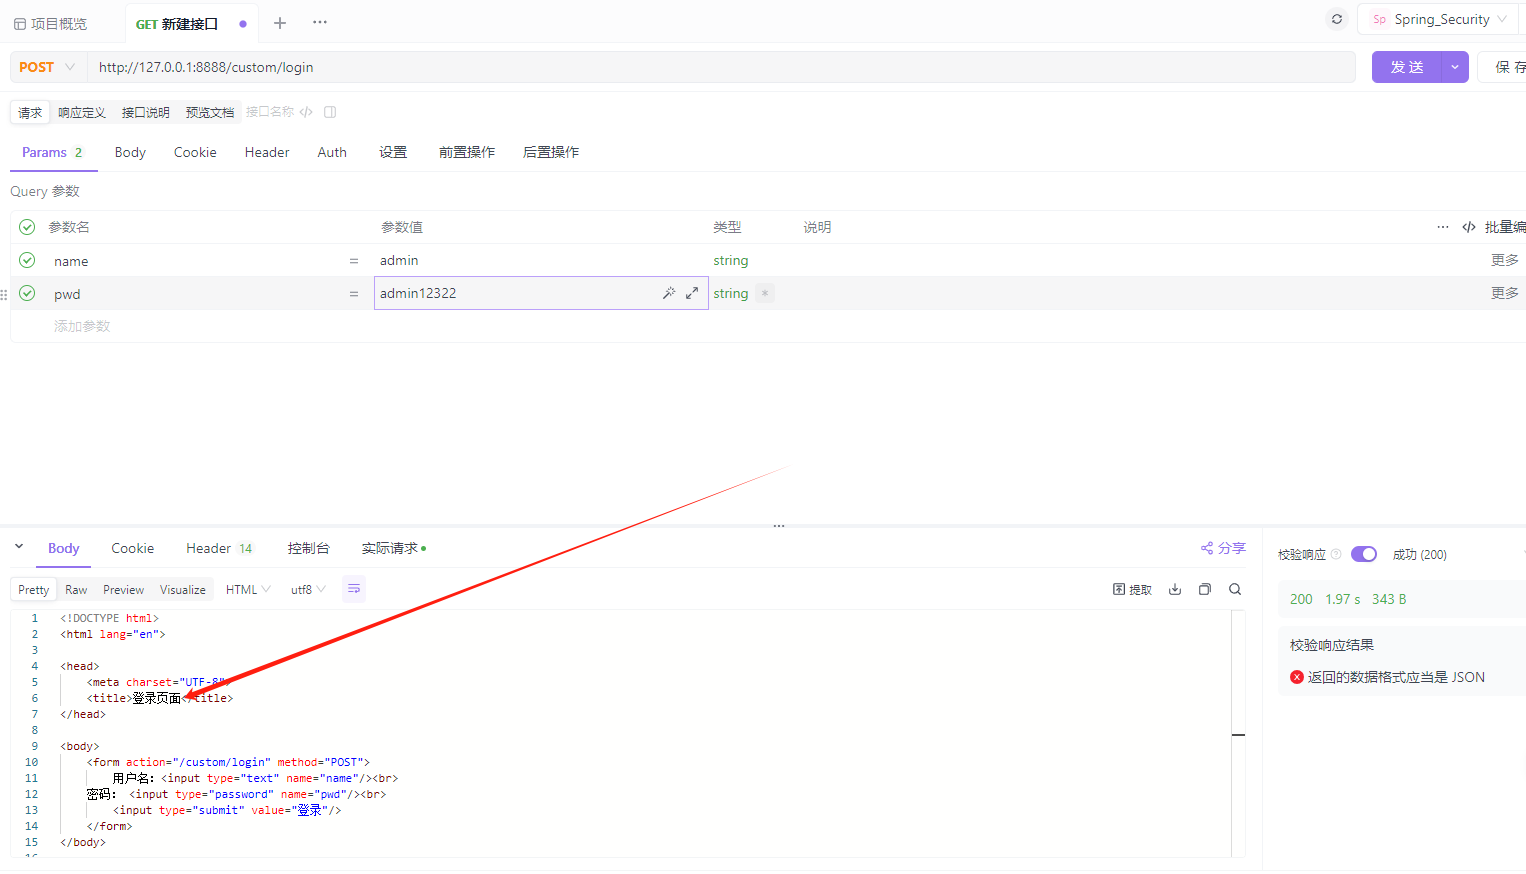 项目概览 GET 新建接口 Sp Spring_Security
POST http://127.0.0.1:8888/custom/login 发 送 保 存
请求 响应定义 接口说明 预览文档 接口名称
Params 2 Body Cookie Header Auth 设置 前置操作 后置操作
Query 参数
参数名 参数值 类型 说明 ··· </> 批量编
name = admin string 更多
pwd = admin12322 string * 更多
添加参数
Body Cookie Header 14 控制台 实际请求 分享 校验响应 成功 (200)
Pretty Raw Preview Visualize HTML utf8 提取
200 1.97 s 343 B
校验响应结果
返回的数据格式应当是 JSON
1 <!DOCTYPE html>
2 <html lang="en">
3
4 <head>
5 <meta charset="UTF-8">
6 <title>登录页面</title>
7 </head>
8
9 <body>
10 <form action="/custom/login" method="POST">
11 用户名: <input type="text" name="name"/><br>
12 密码: <input type="password" name="pwd"/><br>
13 <input type="submit" value="登录"/>
14 </form>
15 </body>
16